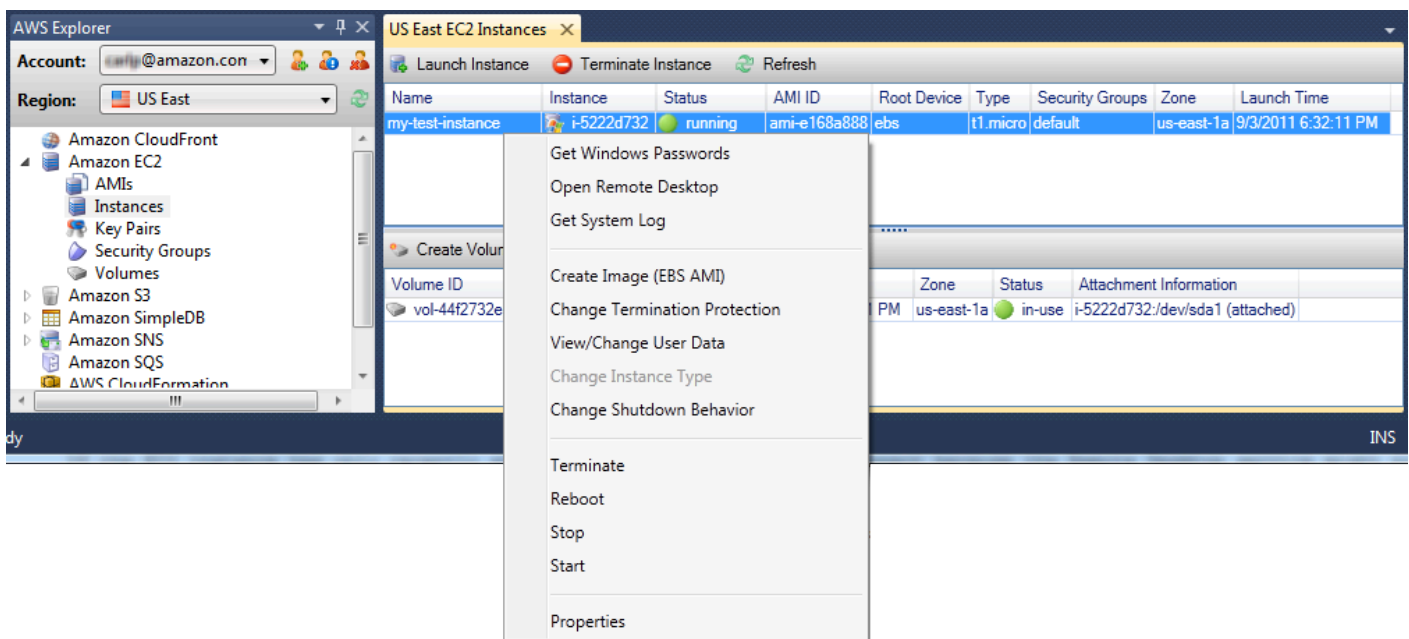 AWS Explorer
Account: @amazon.con
Region: US East
Amazon CloudFront
Amazon EC2
AMIs
Instances
Key Pairs
Security Groups
Volumes
Amazon S3
Amazon SimpleDB
Amazon SNS
Amazon SQS
AWS CloudFormation
US East EC2 Instances
Launch Instance Terminate Instance Refresh
Name Instance Status AMI ID Root Device Type Security Groups Zone Launch Time
my-test-instance i-5222d732 running ami-e168a888 ebs t1.micro default us-east-1a 9/3/2011 6:32:11 PM
Get Windows Passwords
Open Remote Desktop
Get System Log
Create Image (EBS AMI)
Change Termination Protection
View/Change User Data
Change Instance Type
Change Shutdown Behavior
Terminate
Reboot
Stop
Start
Properties
Create Volur
Volume ID Zone Status Attachment Information
vol-44f2732e PM us-east-1a in-use i-5222d732:/dev/sda1 (attached)
dy INS